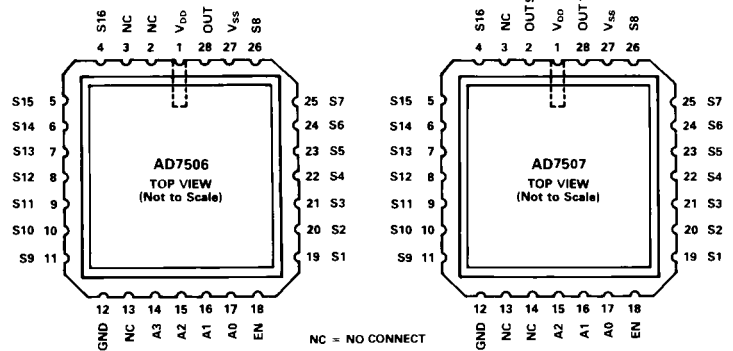 S16 NC NC VDD OUT VSS S8
4 3 2 1 28 27 26
S15 5
S14 6
S13 7
S12 8
S11 9
S10 10
S9 11
25 S7
24 S6
23 S5
22 S4
21 S3
20 S2
19 S1
AD7506
TOP VIEW
(Not to Scale)
12 13 14 15 16 17 18
GND NC A3 A2 A1 A0 EN
S16 NC OUT VDD OUT VSS S8
4 3 2 1 28 27 26
S15 5
S14 6
S13 7
S12 8
S11 9
S10 10
S9 11
25 S7
24 S6
23 S5
22 S4
21 S3
20 S2
19 S1
AD7507
TOP VIEW
(Not to Scale)
12 13 14 15 16 17 18
GND NC NC A2 A1 A0 EN
NC = NO CONNECT